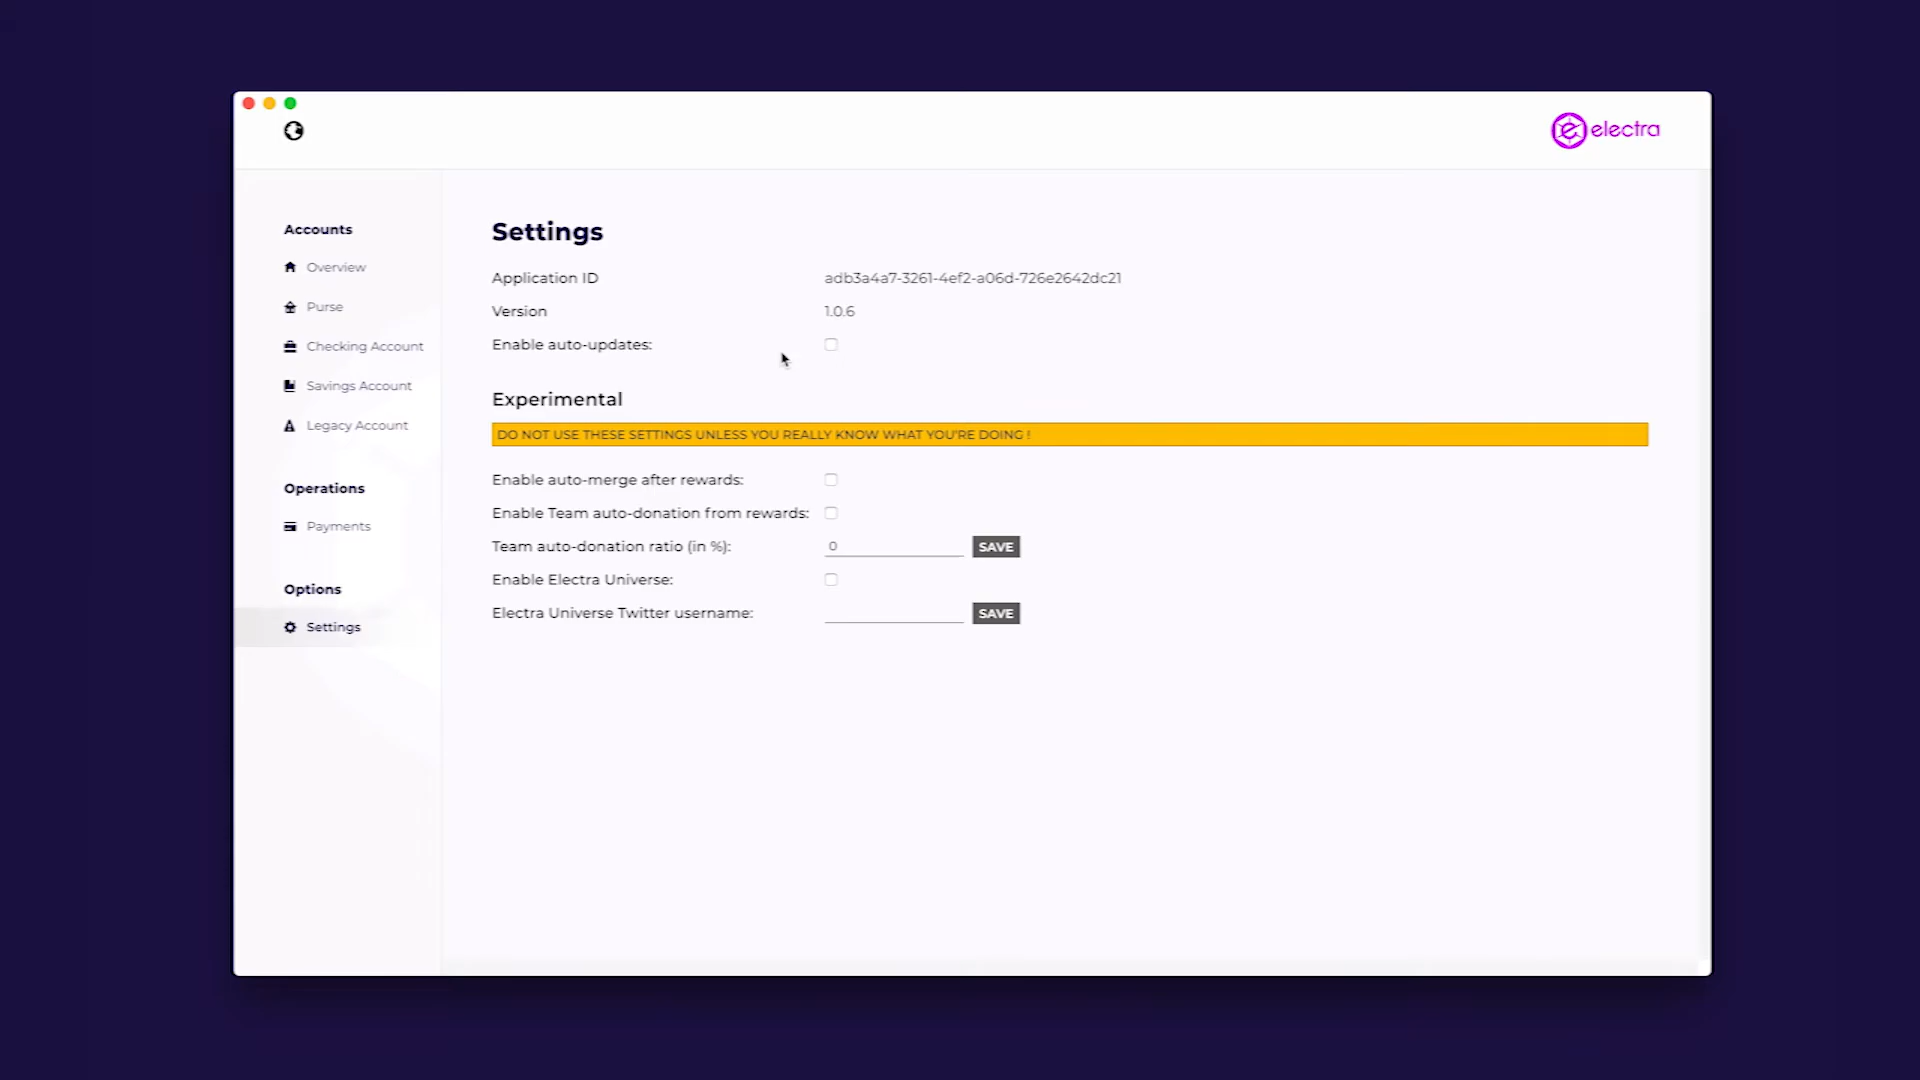 electra
Accounts
Overview
Purse
Checking Account
Savings Account
Legacy Account
Operations
Payments
Options
Settings
Settings
Application ID adb3a4a7-3261-4ef2-a06d-726e2642dc21
Version 1.0.6
Enable auto-updates:
Experimental
DO NOT USE THESE SETTINGS UNLESS YOU REALLY KNOW WHAT YOU'RE DOING !
Enable auto-merge after rewards:
Enable Team auto-donation from rewards:
Team auto-donation ratio (in %): 0 SAVE
Enable Electra Universe:
Electra Universe Twitter username: SAVE